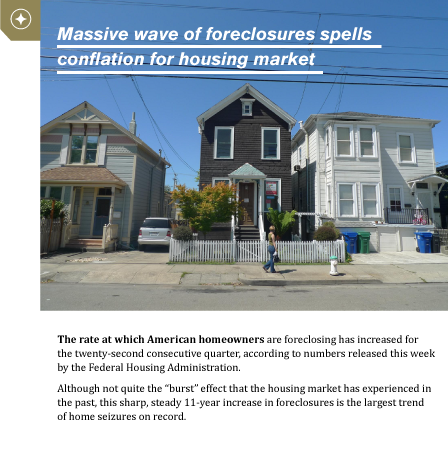 Massive wave of foreclosures spells
conflation for housing market
The rate at which American homeowners are foreclosing has increased for
the twenty-second consecutive quarter, according to numbers released this week
by the Federal Housing Administration.
Although not quite the “burst” effect that the housing market has experienced in
the past, this sharp, steady 11-year increase in foreclosures is the largest trend
of home seizures on record.